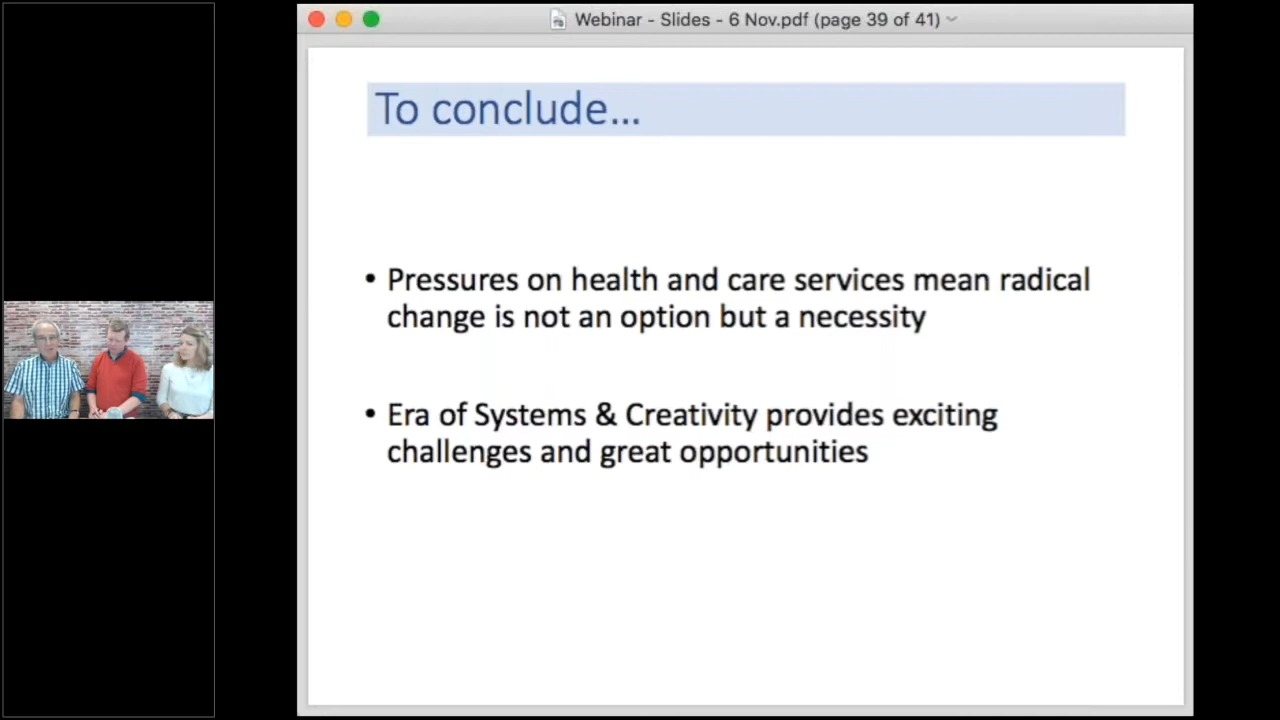 Webinar - Slides - 6 Nov.pdf (page 39 of 41)
To conclude...
• Pressures on health and care services mean radical
change is not an option but a necessity
• Era of Systems & Creativity provides exciting
challenges and great opportunities